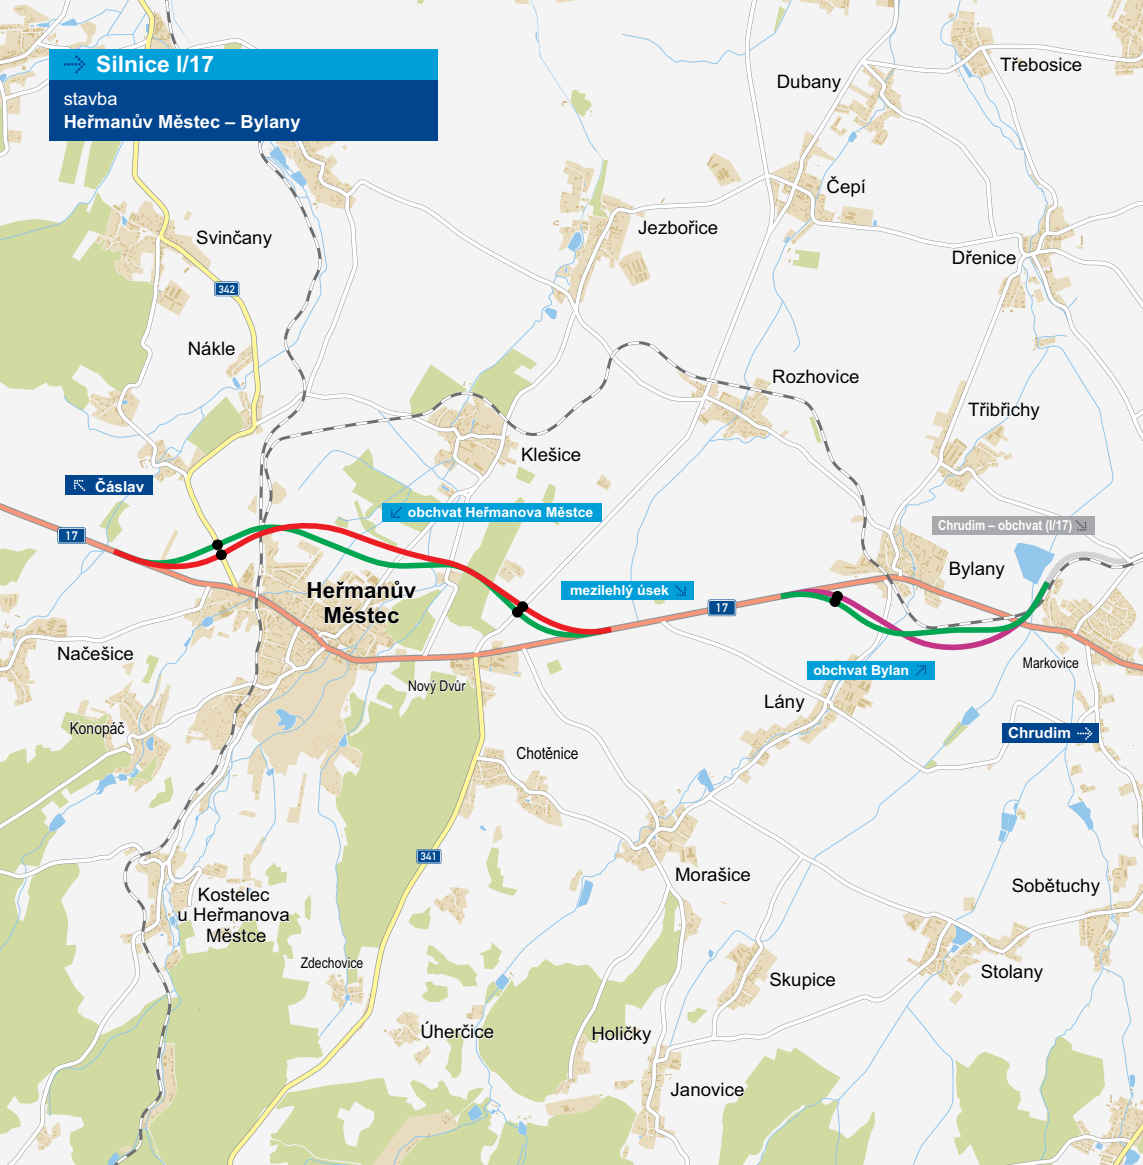 Silnice I/17
stavba
Heřmanův Městec – Bylany
Třebosice
Dubany
Čepí
Jezbořice
Svinčany
Dřenice
342
Nákle
Rozhovice
Třibřichy
Klešice
Čáslav
obchvat Heřmanova Městce
Chrudim – obchvat (I/17)
17
Bylany
Heřmanův
Městec
mezilehlý úsek
17
Načešice
Markovice
obchvat Bylan
Nový Dvůr
Lány
Konopáč
Chrudim
Chotěnice
341
Morašice
Sobětuchy
Kostelec
u Heřmanova
Městce
Zdechovice
Stolany
Skupice
Úherčice
Holičky
Janovice